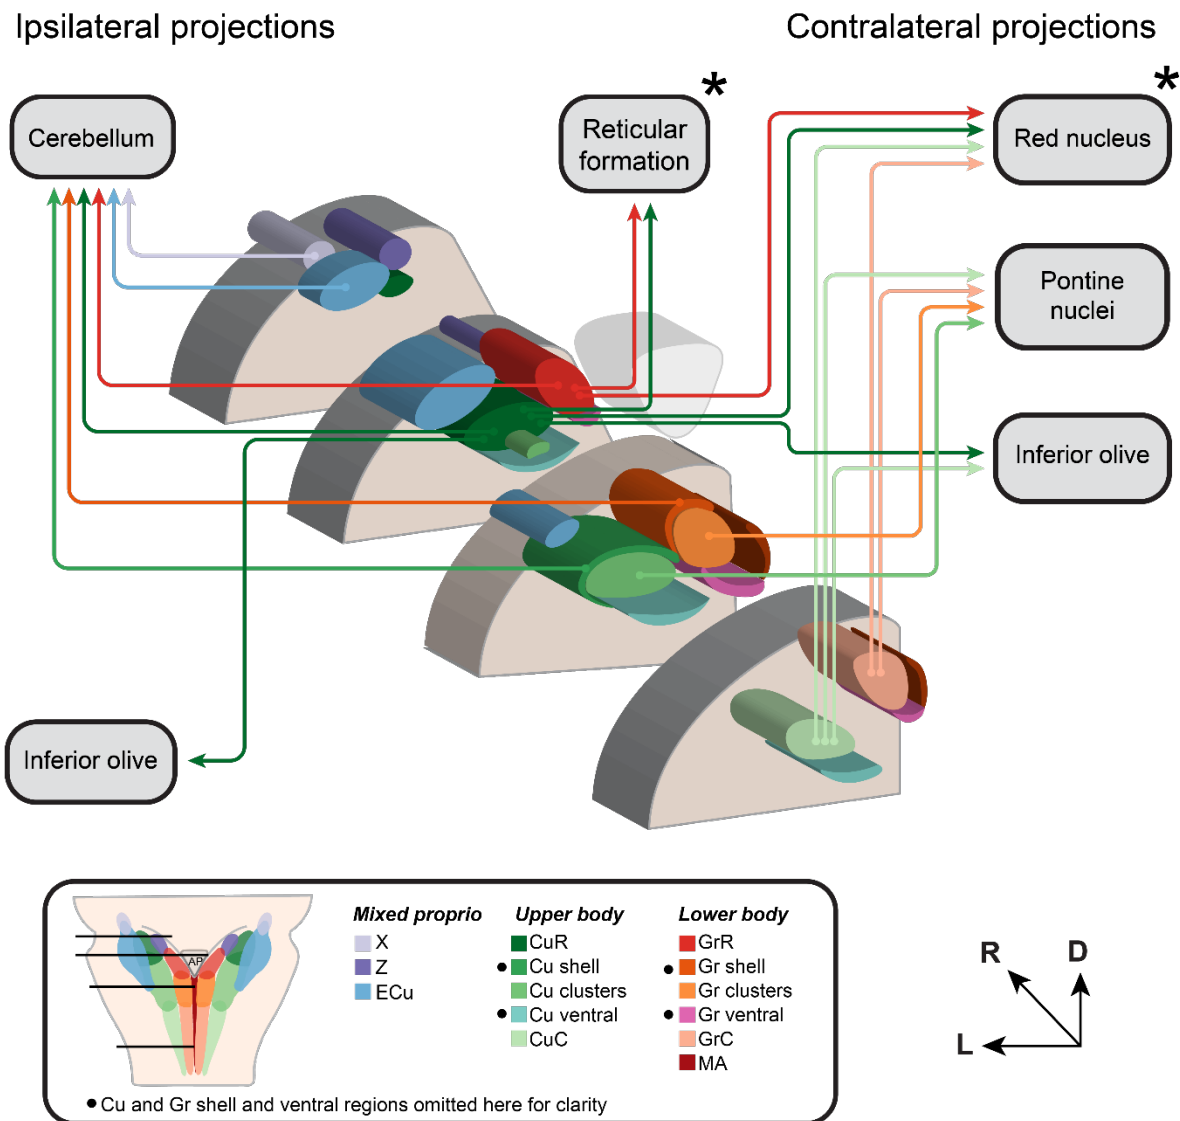 Ipsilateral projections
Contralateral projections
*
*
Cerebellum
Reticular
formation
Red nucleus
Pontine
nuclei
Inferior olive
Inferior olive
Mixed proprio
X
Z
ECu
Upper body
CuR
Cu shell
Cu clusters
Cu ventral
CuC
Lower body
GrR
Gr shell
Gr clusters
Gr ventral
GrC
MA
AP
● Cu and Gr shell and ventral regions omitted here for clarity
R
D
L